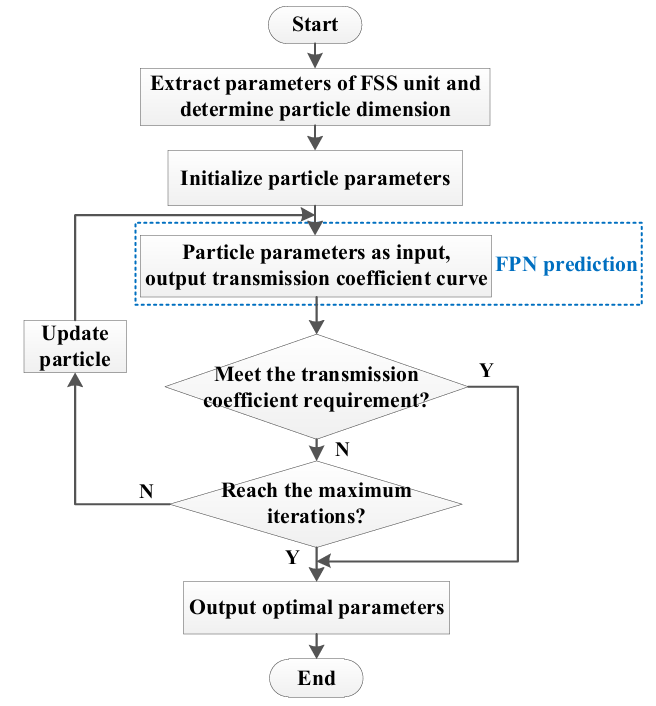 Start
Extract parameters of FSS unit and
determine particle dimension
Initialize particle parameters
Particle parameters as input,
output transmission coefficient curve
FPN prediction
Update
particle
Meet the transmission
coefficient requirement?
Y
N
Reach the maximum
iterations?
N
Y
Output optimal parameters
End